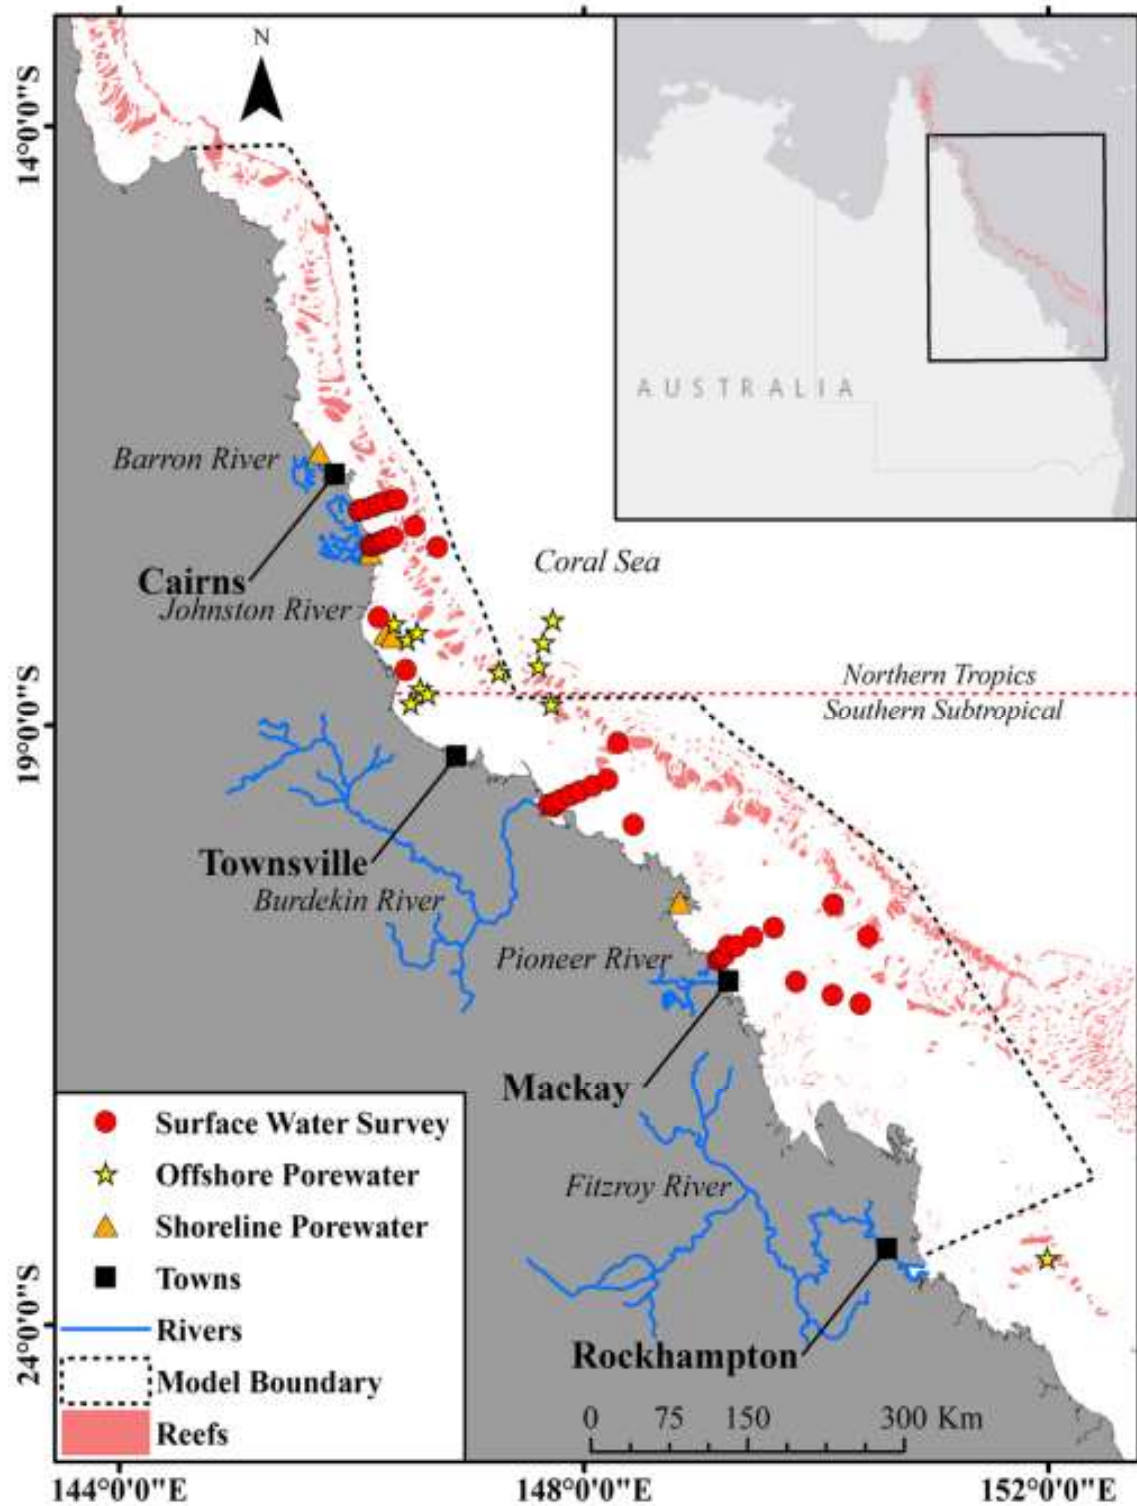 N
14°0'0"S
AUSTRALIA
Barron River
Cairns
Coral Sea
Johnston River
Northern Tropics
Southern Subtropical
19°0'0"S
Townsville
Burdekin River
Pioneer River
Mackay
Fitzroy River
Rockhampton
24°0'0"S
Surface Water Survey
Offshore Porewater
Shoreline Porewater
Towns
Rivers
Model Boundary
Reefs
0 75 150 300 Km
144°0'0"E 148°0'0"E 152°0'0"E